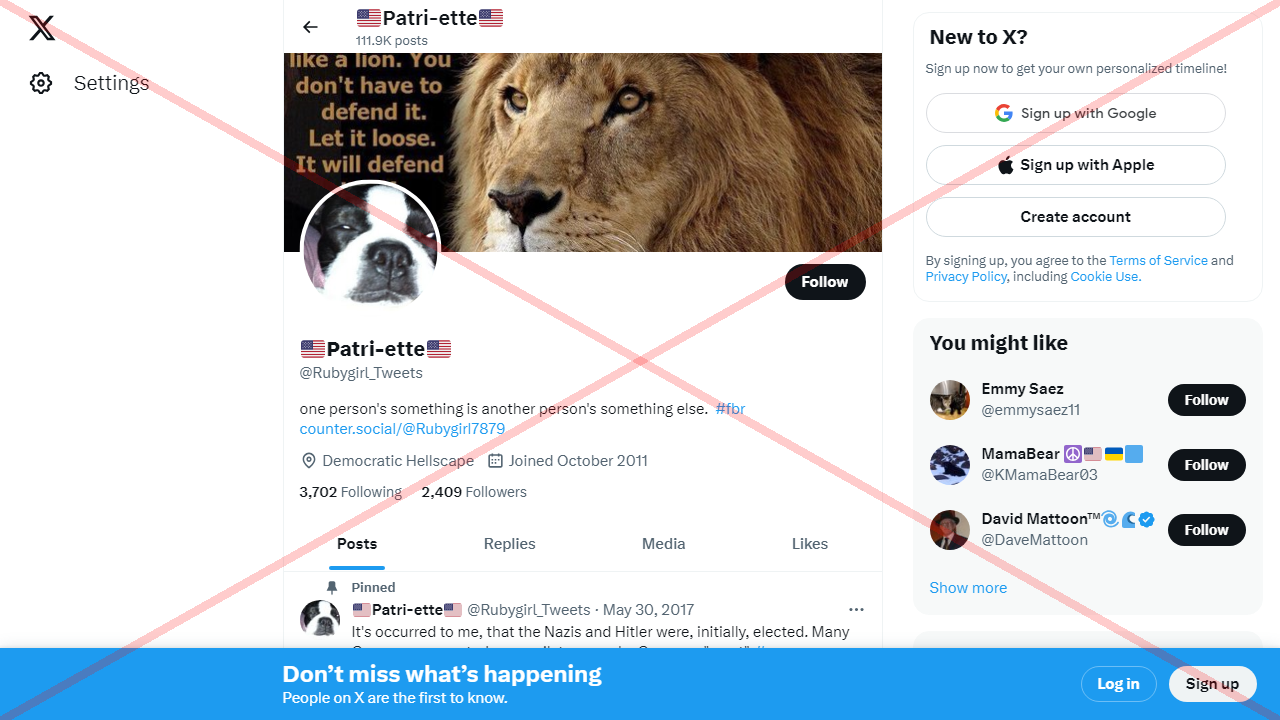 Settings
🇺🇸Patri-ette🇺🇸
111.9K posts
like a lion. You
don't have to
defend it.
Let it loose.
It will defend
Follow
🇺🇸Patri-ette🇺🇸
@Rubygirl_Tweets
one person's something is another person's something else. #fbr
counter.social/@Rubygirl7879
Democratic Hellscape Joined October 2011
3,702 Following 2,409 Followers
Posts Replies Media Likes
Pinned
🇺🇸Patri-ette🇺🇸 @Rubygirl_Tweets · May 30, 2017 ...
It's occurred to me, that the Nazis and Hitler were, initially, elected. Many
New to X?
Sign up now to get your own personalized timeline!
Sign up with Google
Sign up with Apple
Create account
By signing up, you agree to the Terms of Service and
Privacy Policy, including Cookie Use.
You might like
Emmy Saez
@emmysaez11
Follow
MamaBear ☮️🇺🇸🇺🇦🟦
@KMamaBear03
Follow
David Mattoon™🌀🌊
@DaveMattoon
Follow
Show more
Don’t miss what’s happening
People on X are the first to know.
Log in Sign up